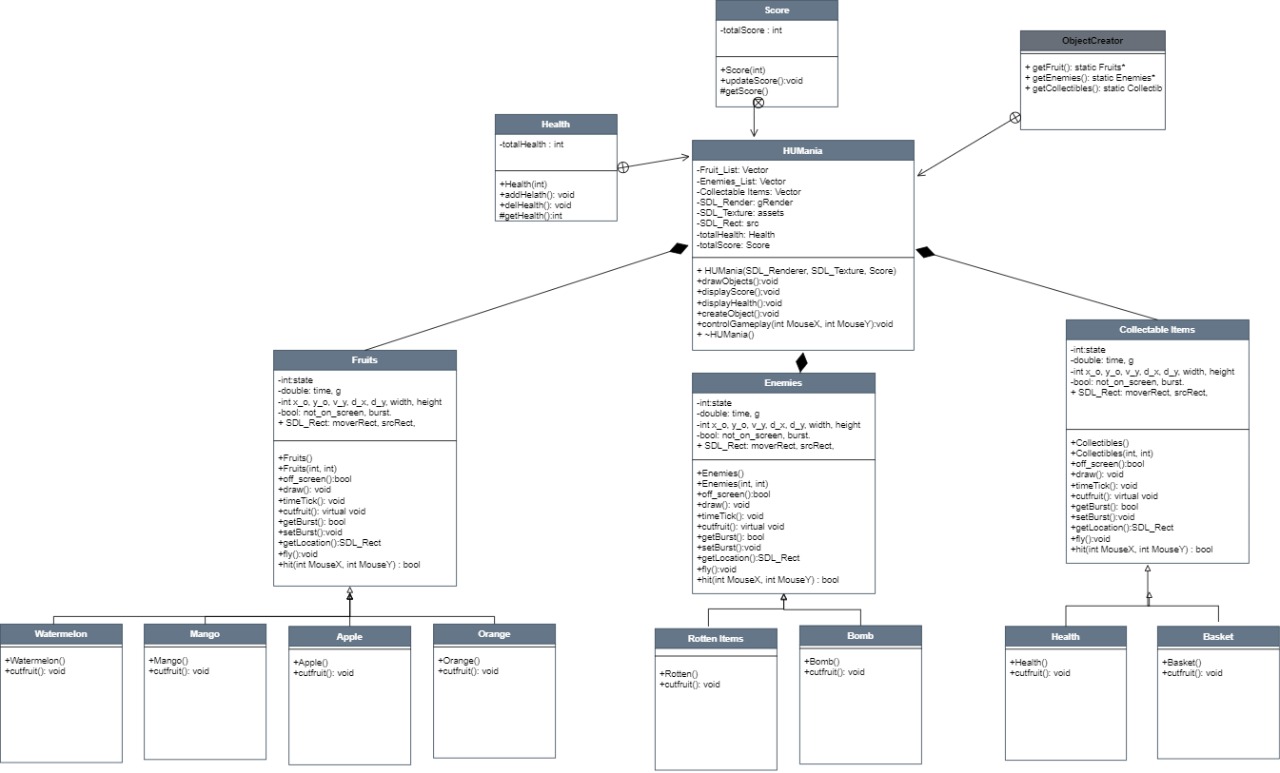 Score
-totalScore : int
+Score(int)
+updateScore():void
#getScore()
ObjectCreator
+ getFruit(): static Fruits*
+ getEnemies(): static Enemies*
+ getCollectibles(): static Collectib
Health
-totalHealth : int
+Health(int)
+addHelath(): void
+delHealth(): void
#getHealth():int
HUMania
-Fruit_List: Vector
-Enemies_List: Vector
-Collectable Items: Vector
-SDL_Render: gRender
-SDL_Texture: assets
-SDL_Rect: src
-totalHealth: Health
-totalScore: Score
+ HUMania(SDL_Renderer, SDL_Texture, Score)
+drawObjects():void
+displayScore():void
+displayHealth():void
+createObject():void
+controlGameplay(int MouseX, int MouseY):void
+ ~HUMania()
Fruits
-int:state
-double: time, g
-int x_o, y_o, v_y, d_x, d_y, width, height
-bool: not_on_screen, burst.
+ SDL_Rect: moverRect, srcRect,
+Fruits()
+Fruits(int, int)
+off_screen():bool
+draw(): void
+timeTick(): void
+cutfruit(): virtual void
+getBurst(): bool
+setBurst():void
+getLocation():SDL_Rect
+fly():void
+hit(int MouseX, int MouseY) : bool
Enemies
-int:state
-double: time, g
-int x_o, y_o, v_y, d_x, d_y, width, height
-bool: not_on_screen, burst.
+ SDL_Rect: moverRect, srcRect,
+Enemies()
+Enemies(int, int)
+off_screen():bool
+draw(): void
+timeTick(): void
+cutfruit(): virtual void
+getBurst(): bool
+setBurst():void
+getLocation():SDL_Rect
+fly():void
+hit(int MouseX, int MouseY) : bool
Collectable Items
-int:state
-double: time, g
-int x_o, y_o, v_y, d_x, d_y, width, height
-bool: not_on_screen, burst.
+ SDL_Rect: moverRect, srcRect,
+Collectibles()
+Collectibles(int, int)
+off_screen():bool
+draw(): void
+timeTick(): void
+cutfruit(): virtual void
+getBurst(): bool
+setBurst():void
+getLocation():SDL_Rect
+fly():void
+hit(int MouseX, int MouseY) : bool
Watermelon
+Watermelon()
+cutfruit(): void
Mango
+Mango()
+cutfruit(): void
Apple
+Apple()
+cutfruit(): void
Orange
+Orange()
+cutfruit(): void
Rotten Items
+Rotten()
+cutfruit(): void
Bomb
+Bomb()
+cutfruit(): void
Health
+Health()
+cutfruit(): void
Basket
+Basket()
+cutfruit(): void